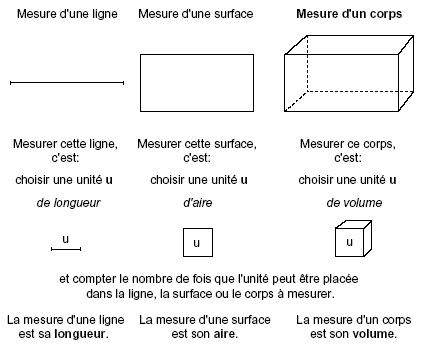 Mesure d'une ligne Mesure d'une surface Mesure d'un corps
Mesurer cette ligne, Mesurer cette surface, Mesurer ce corps,
c'est: c'est: c'est:
choisir une unité u choisir une unité u choisir une unité u
de longueur d'aire de volume
u u u
et compter le nombre de fois que l'unité peut être placée
dans la ligne, la surface ou le corps à mesurer.
La mesure d'une ligne La mesure d'une surface La mesure d'un corps
est sa longueur. est son aire. est son volume.